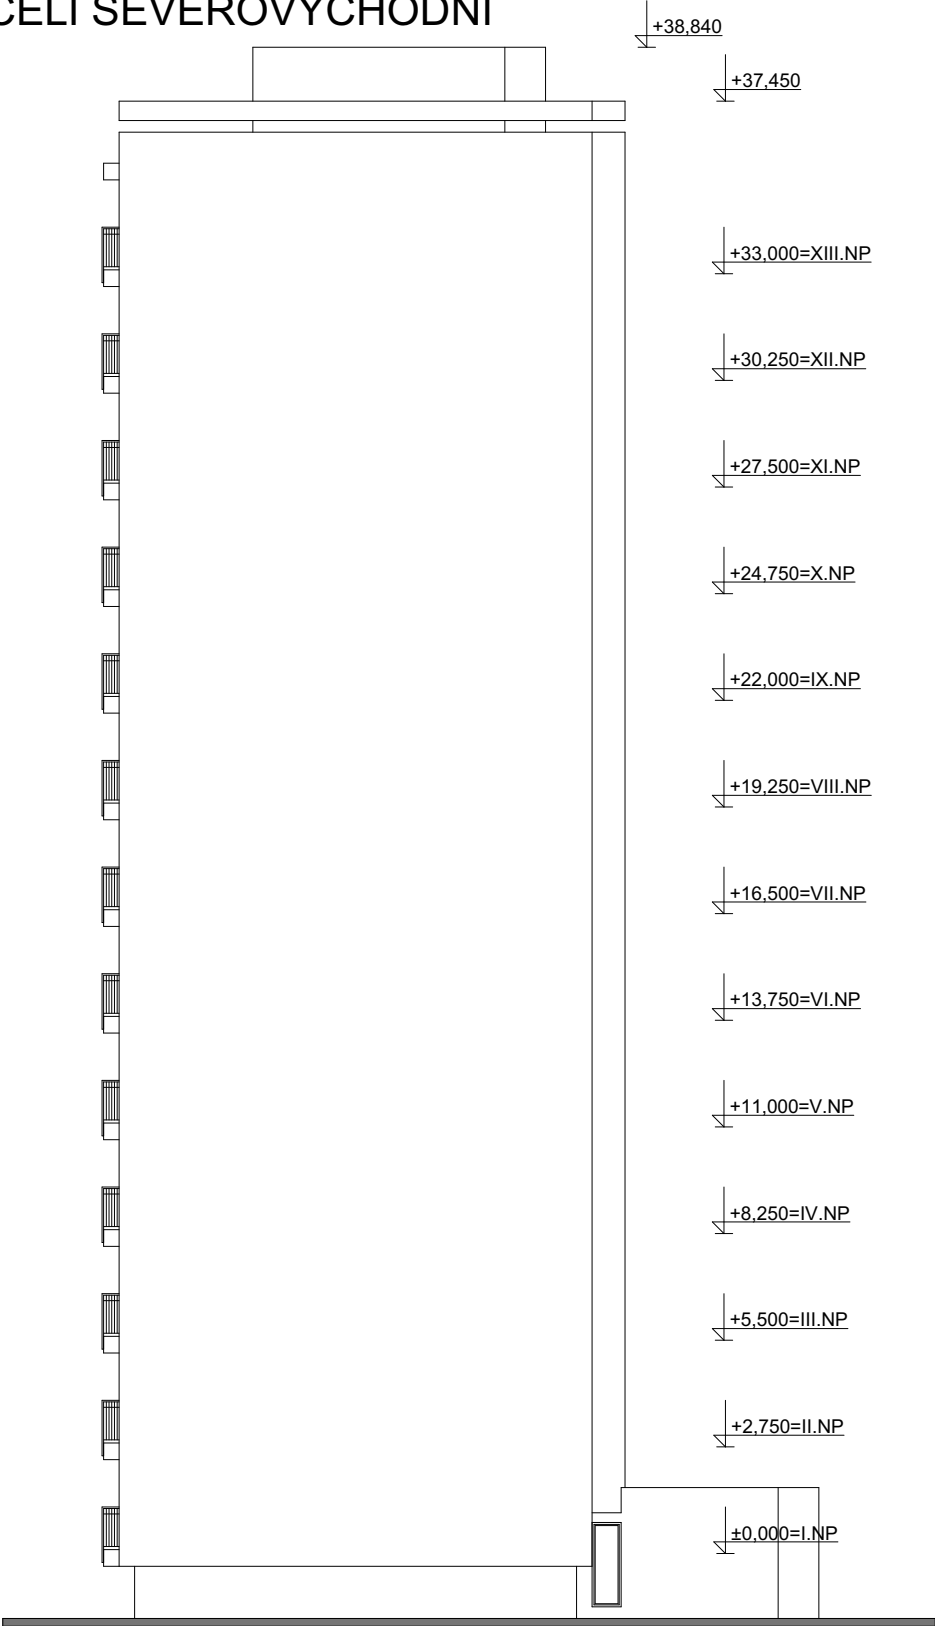 ČELÍ SEVEROVÝCHODNÍ
+38,840
+37,450
+33,000=XIII.NP
+30,250=XII.NP
+27,500=XI.NP
+24,750=X.NP
+22,000=IX.NP
+19,250=VIII.NP
+16,500=VII.NP
+13,750=VI.NP
+11,000=V.NP
+8,250=IV.NP
+5,500=III.NP
+2,750=II.NP
±0,000=I.NP